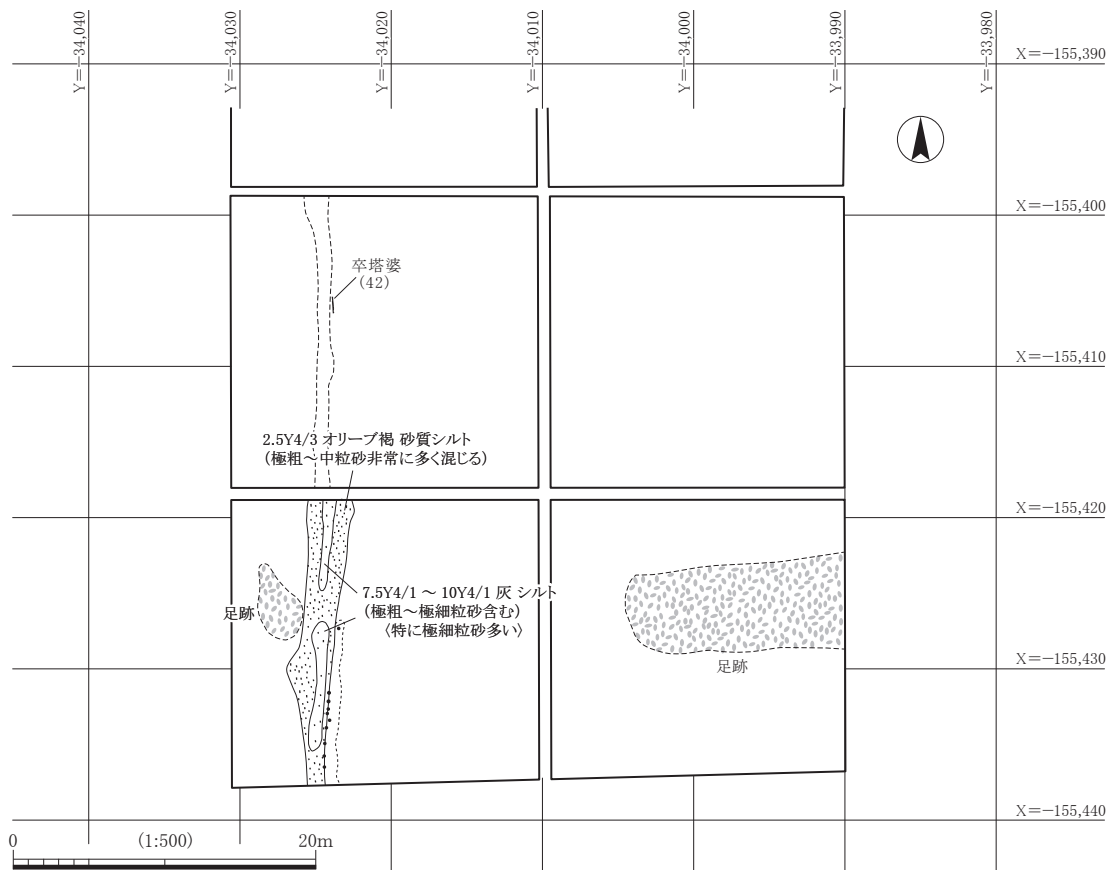 Y=-34,040
Y=-34,030
Y=-34,020
Y=-34,010
Y=-34,000
Y=-33,990
Y=-33,980
X=-155,390
X=-155,400
卒塔婆
(42)
X=-155,410
2.5Y4/3 オリーブ褐 砂質シルト
(極粗～中粒砂非常に多く混じる)
X=-155,420
7.5Y4/1 ～ 10Y4/1 灰 シルト
(極粗～極細粒砂含む)
〈特に極細粒砂多い〉
足跡
足跡
X=-155,430
X=-155,440
0 (1:500) 20m